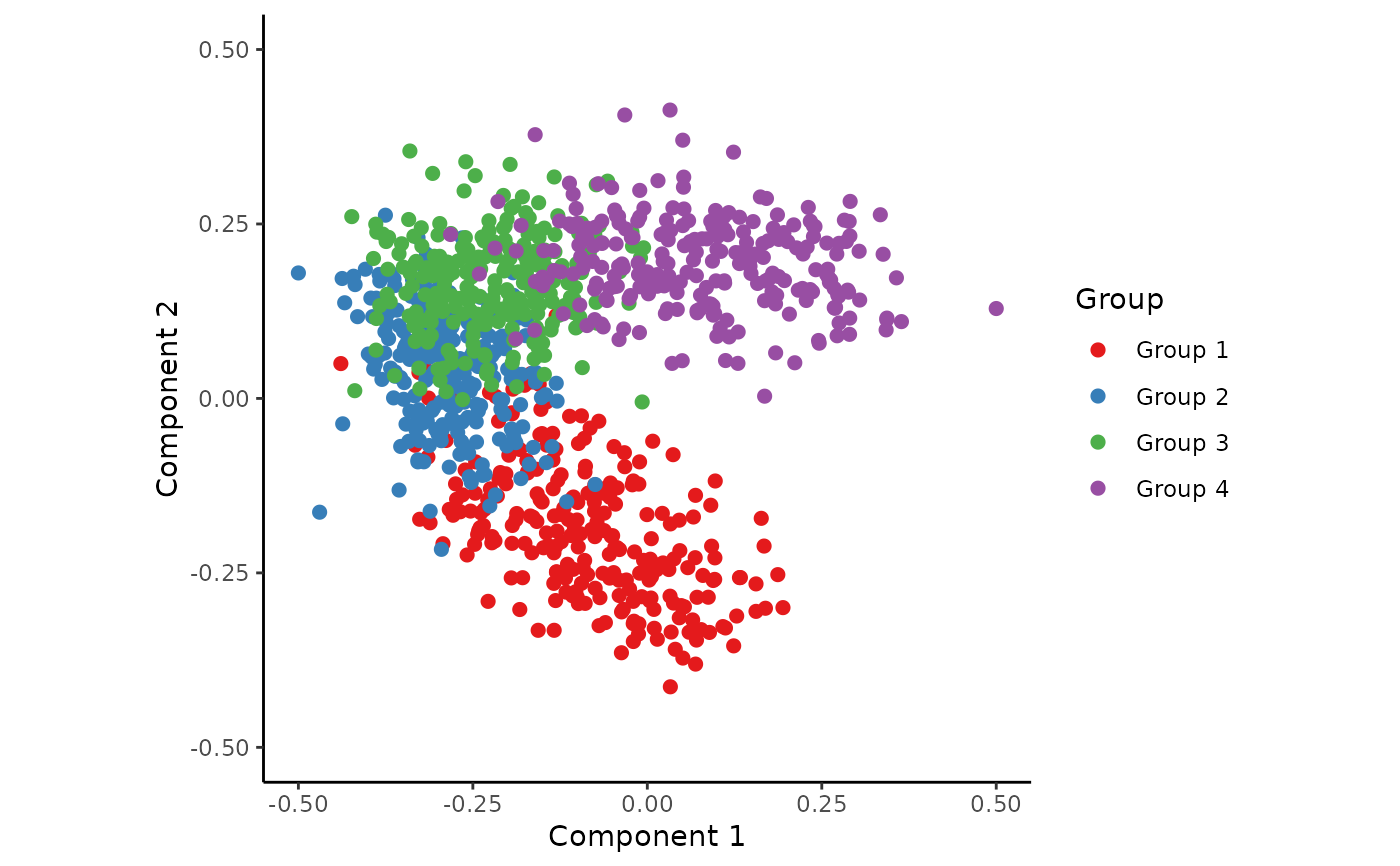 0.50
0.25
0.00
-0.25
-0.50
Component 2
-0.50 -0.25 0.00 0.25 0.50
Component 1
Group
Group 1
Group 2
Group 3
Group 4